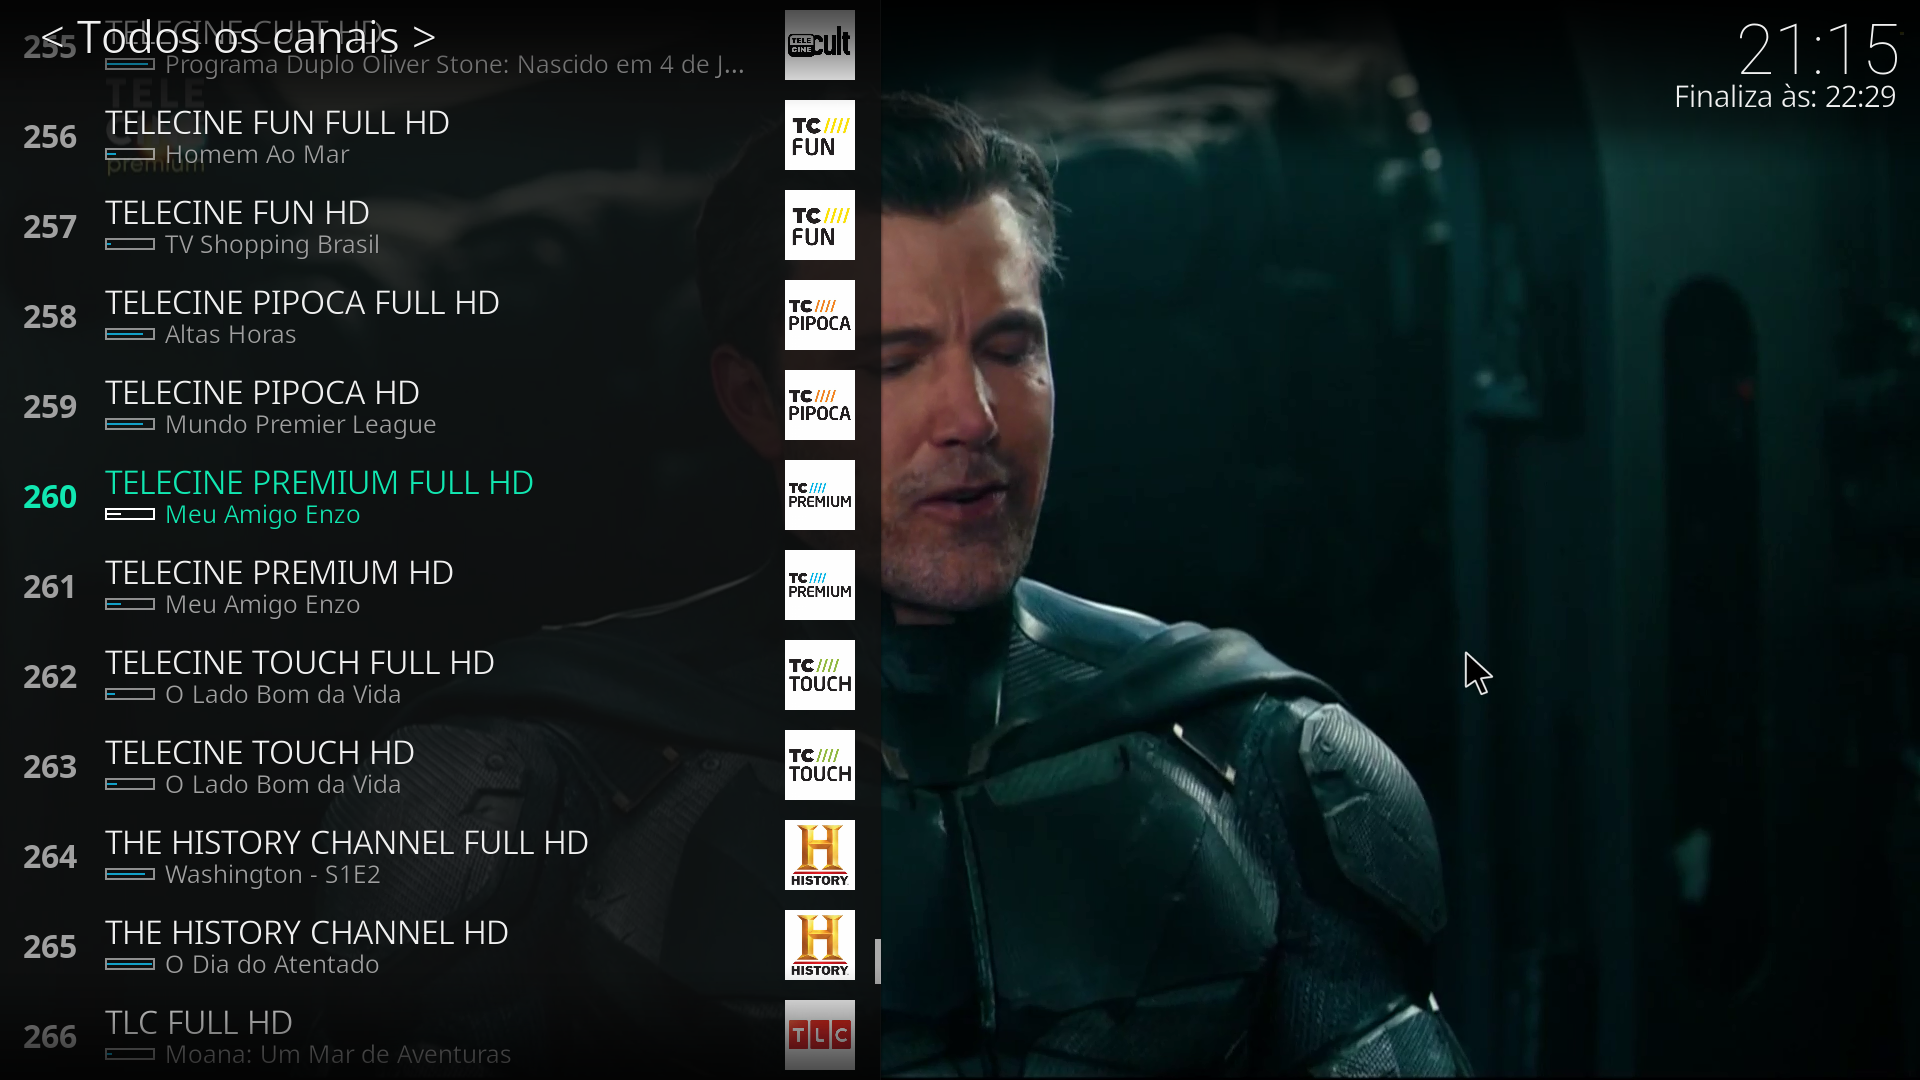 < Todos os canais >
21:15
Finaliza às: 22:29
255 TELECINE CULT HD
Programa Duplo Oliver Stone: Nascido em 4 de J...
TELE CINE cult
TELE
CINE
premium
256 TELECINE FUN FULL HD
Homem Ao Mar
TC FUN
257 TELECINE FUN HD
TV Shopping Brasil
TC FUN
258 TELECINE PIPOCA FULL HD
Altas Horas
TC PIPOCA
259 TELECINE PIPOCA HD
Mundo Premier League
TC PIPOCA
260 TELECINE PREMIUM FULL HD
Meu Amigo Enzo
TC PREMIUM
261 TELECINE PREMIUM HD
Meu Amigo Enzo
TC PREMIUM
262 TELECINE TOUCH FULL HD
O Lado Bom da Vida
TC TOUCH
263 TELECINE TOUCH HD
O Lado Bom da Vida
TC TOUCH
264 THE HISTORY CHANNEL FULL HD
Washington - S1E2
H HISTORY
265 THE HISTORY CHANNEL HD
O Dia do Atentado
H HISTORY
266 TLC FULL HD
Moana: Um Mar de Aventuras
TLC